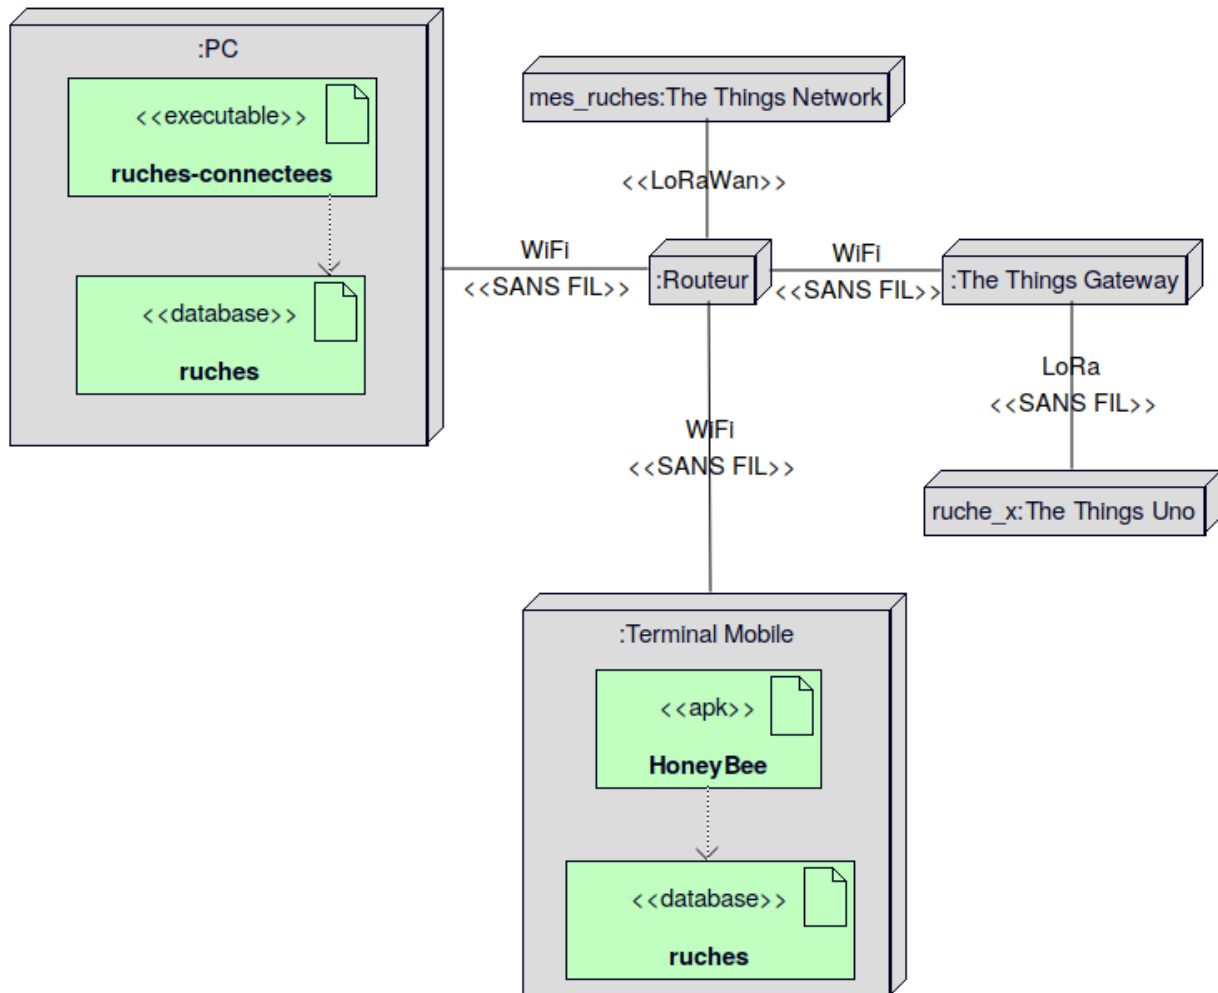 :PC
<<executable>>
ruches-connectees
<<database>>
ruches
mes_ruches:The Things Network
<<LoRaWan>>
WiFi
<<SANS FIL>>
:Routeur
WiFi
<<SANS FIL>>
:The Things Gateway
LoRa
<<SANS FIL>>
ruche_x:The Things Uno
WiFi
<<SANS FIL>>
:Terminal Mobile
<<apk>>
HoneyBee
<<database>>
ruches